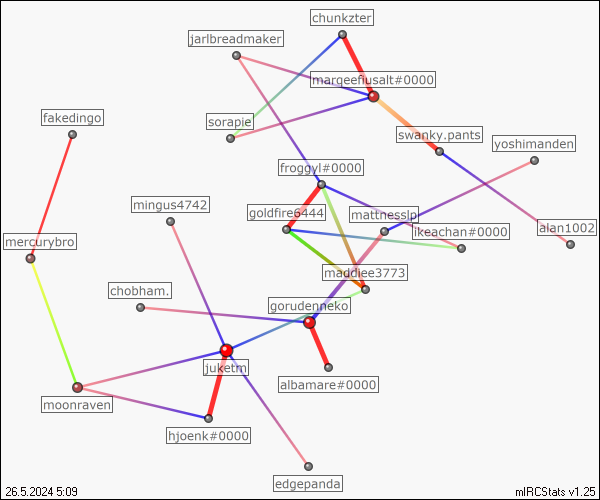 chunkzter
jarlbreadmaker
marqeeflusalt#0000
fakedingo
sorapie
swanky.pants
yoshimanden
froggyl#0000
mingus4742
goldfire6444
mattnesslp
ikeachan#0000
alan1002
mercurybro
maddiee3773
chobham.
gorudenneko
juketm
albamare#0000
moonraven
hjoenk#0000
edgepanda
26.5.2024 5:09
mIRCStats v1.25